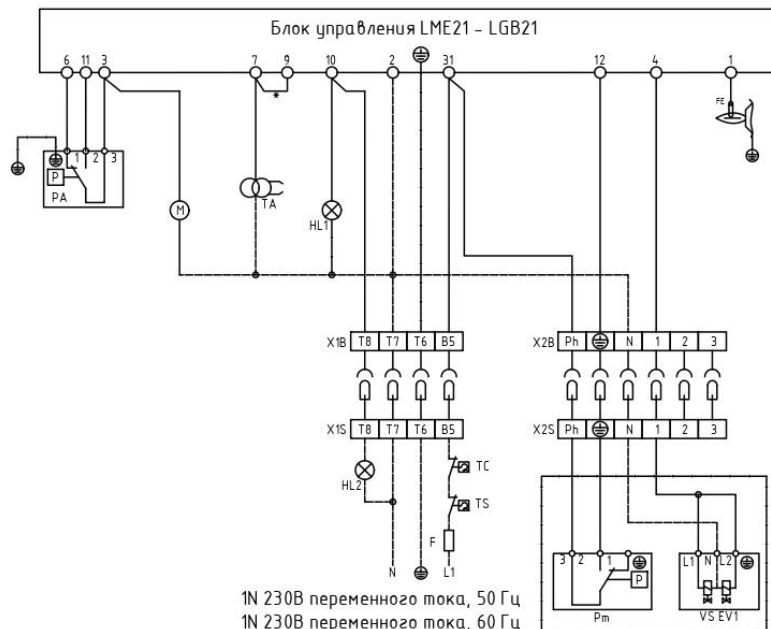 Блок управления LME21 - LGB21
6 11 3 7 9 10 2 31 12 4 1
*
FE
1 2 3
P
PA
M
TA
HL1
X1B T8 T7 T6 B5 X2B Ph N 1 2 3
X1S T8 T7 T6 B5 X2S Ph N 1 2 3
HL2
TC
TS
F
N L1
3 2 1 L1 N L2
P
Pm VS EV1
1N 230В переменного тока, 50 Гц
1N 230В переменного тока, 60 Гц